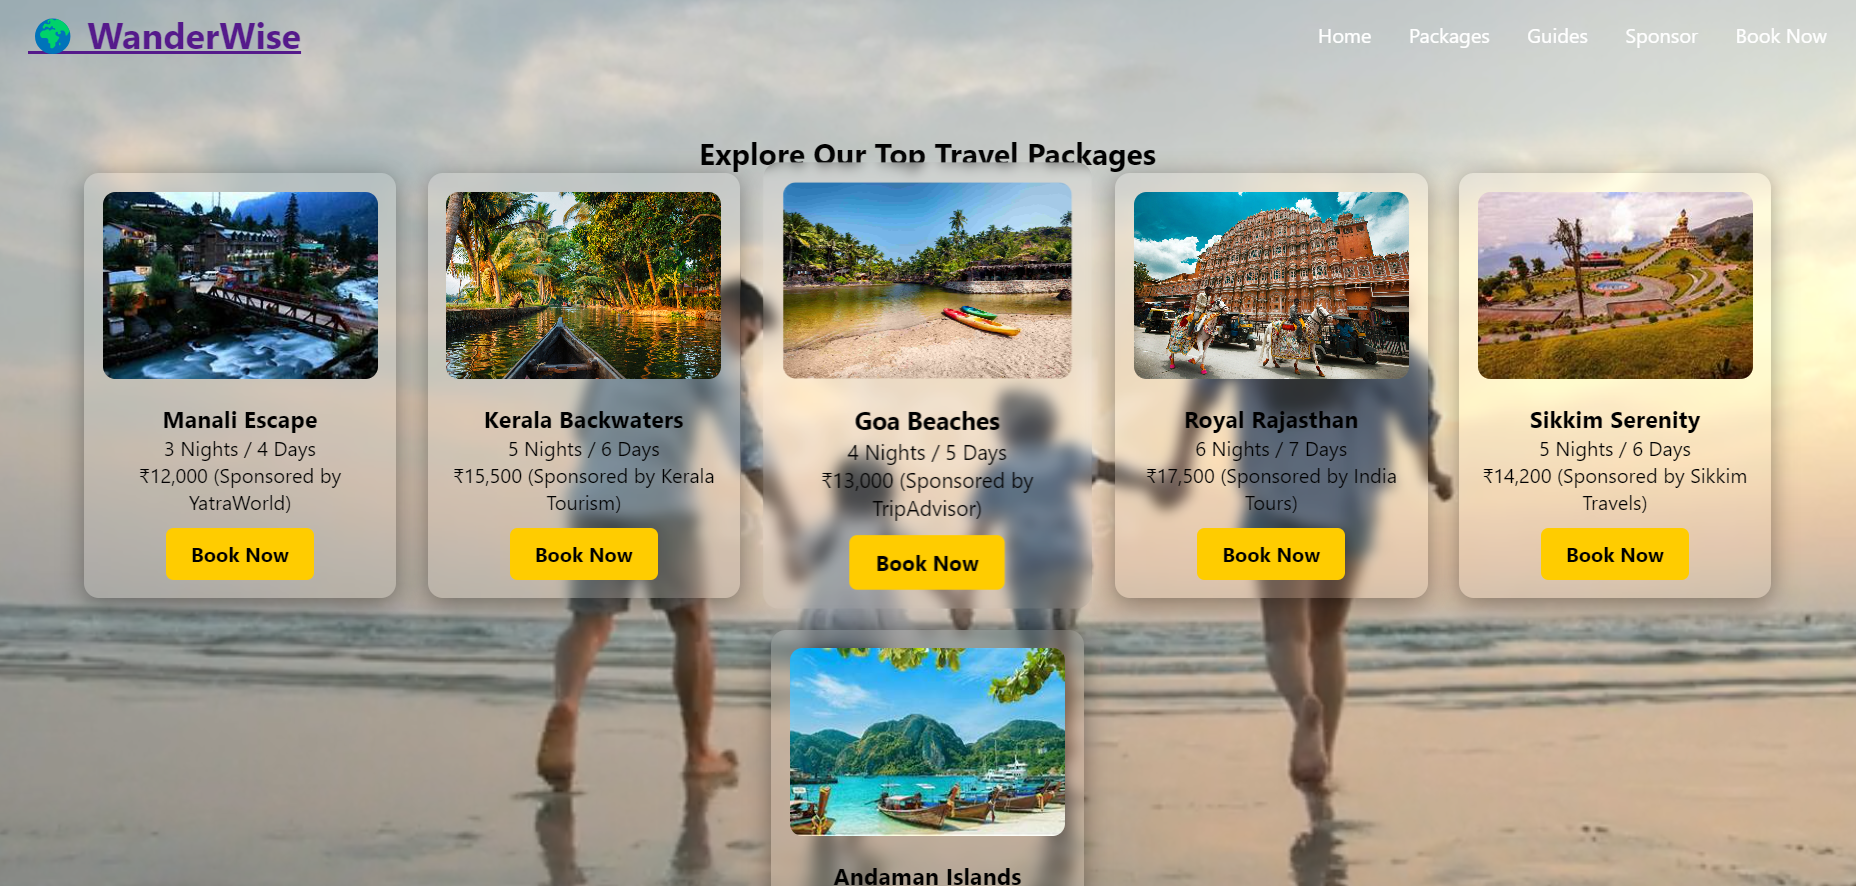 WanderWise
Home Packages Guides Sponsor Book Now
Explore Our Top Travel Packages
Manali Escape
3 Nights / 4 Days
₹12,000 (Sponsored by
YatraWorld)
Book Now
Kerala Backwaters
5 Nights / 6 Days
₹15,500 (Sponsored by Kerala
Tourism)
Book Now
Goa Beaches
4 Nights / 5 Days
₹13,000 (Sponsored by
TripAdvisor)
Book Now
Royal Rajasthan
6 Nights / 7 Days
₹17,500 (Sponsored by India
Tours)
Book Now
Sikkim Serenity
5 Nights / 6 Days
₹14,200 (Sponsored by Sikkim
Travels)
Book Now
Andaman Islands